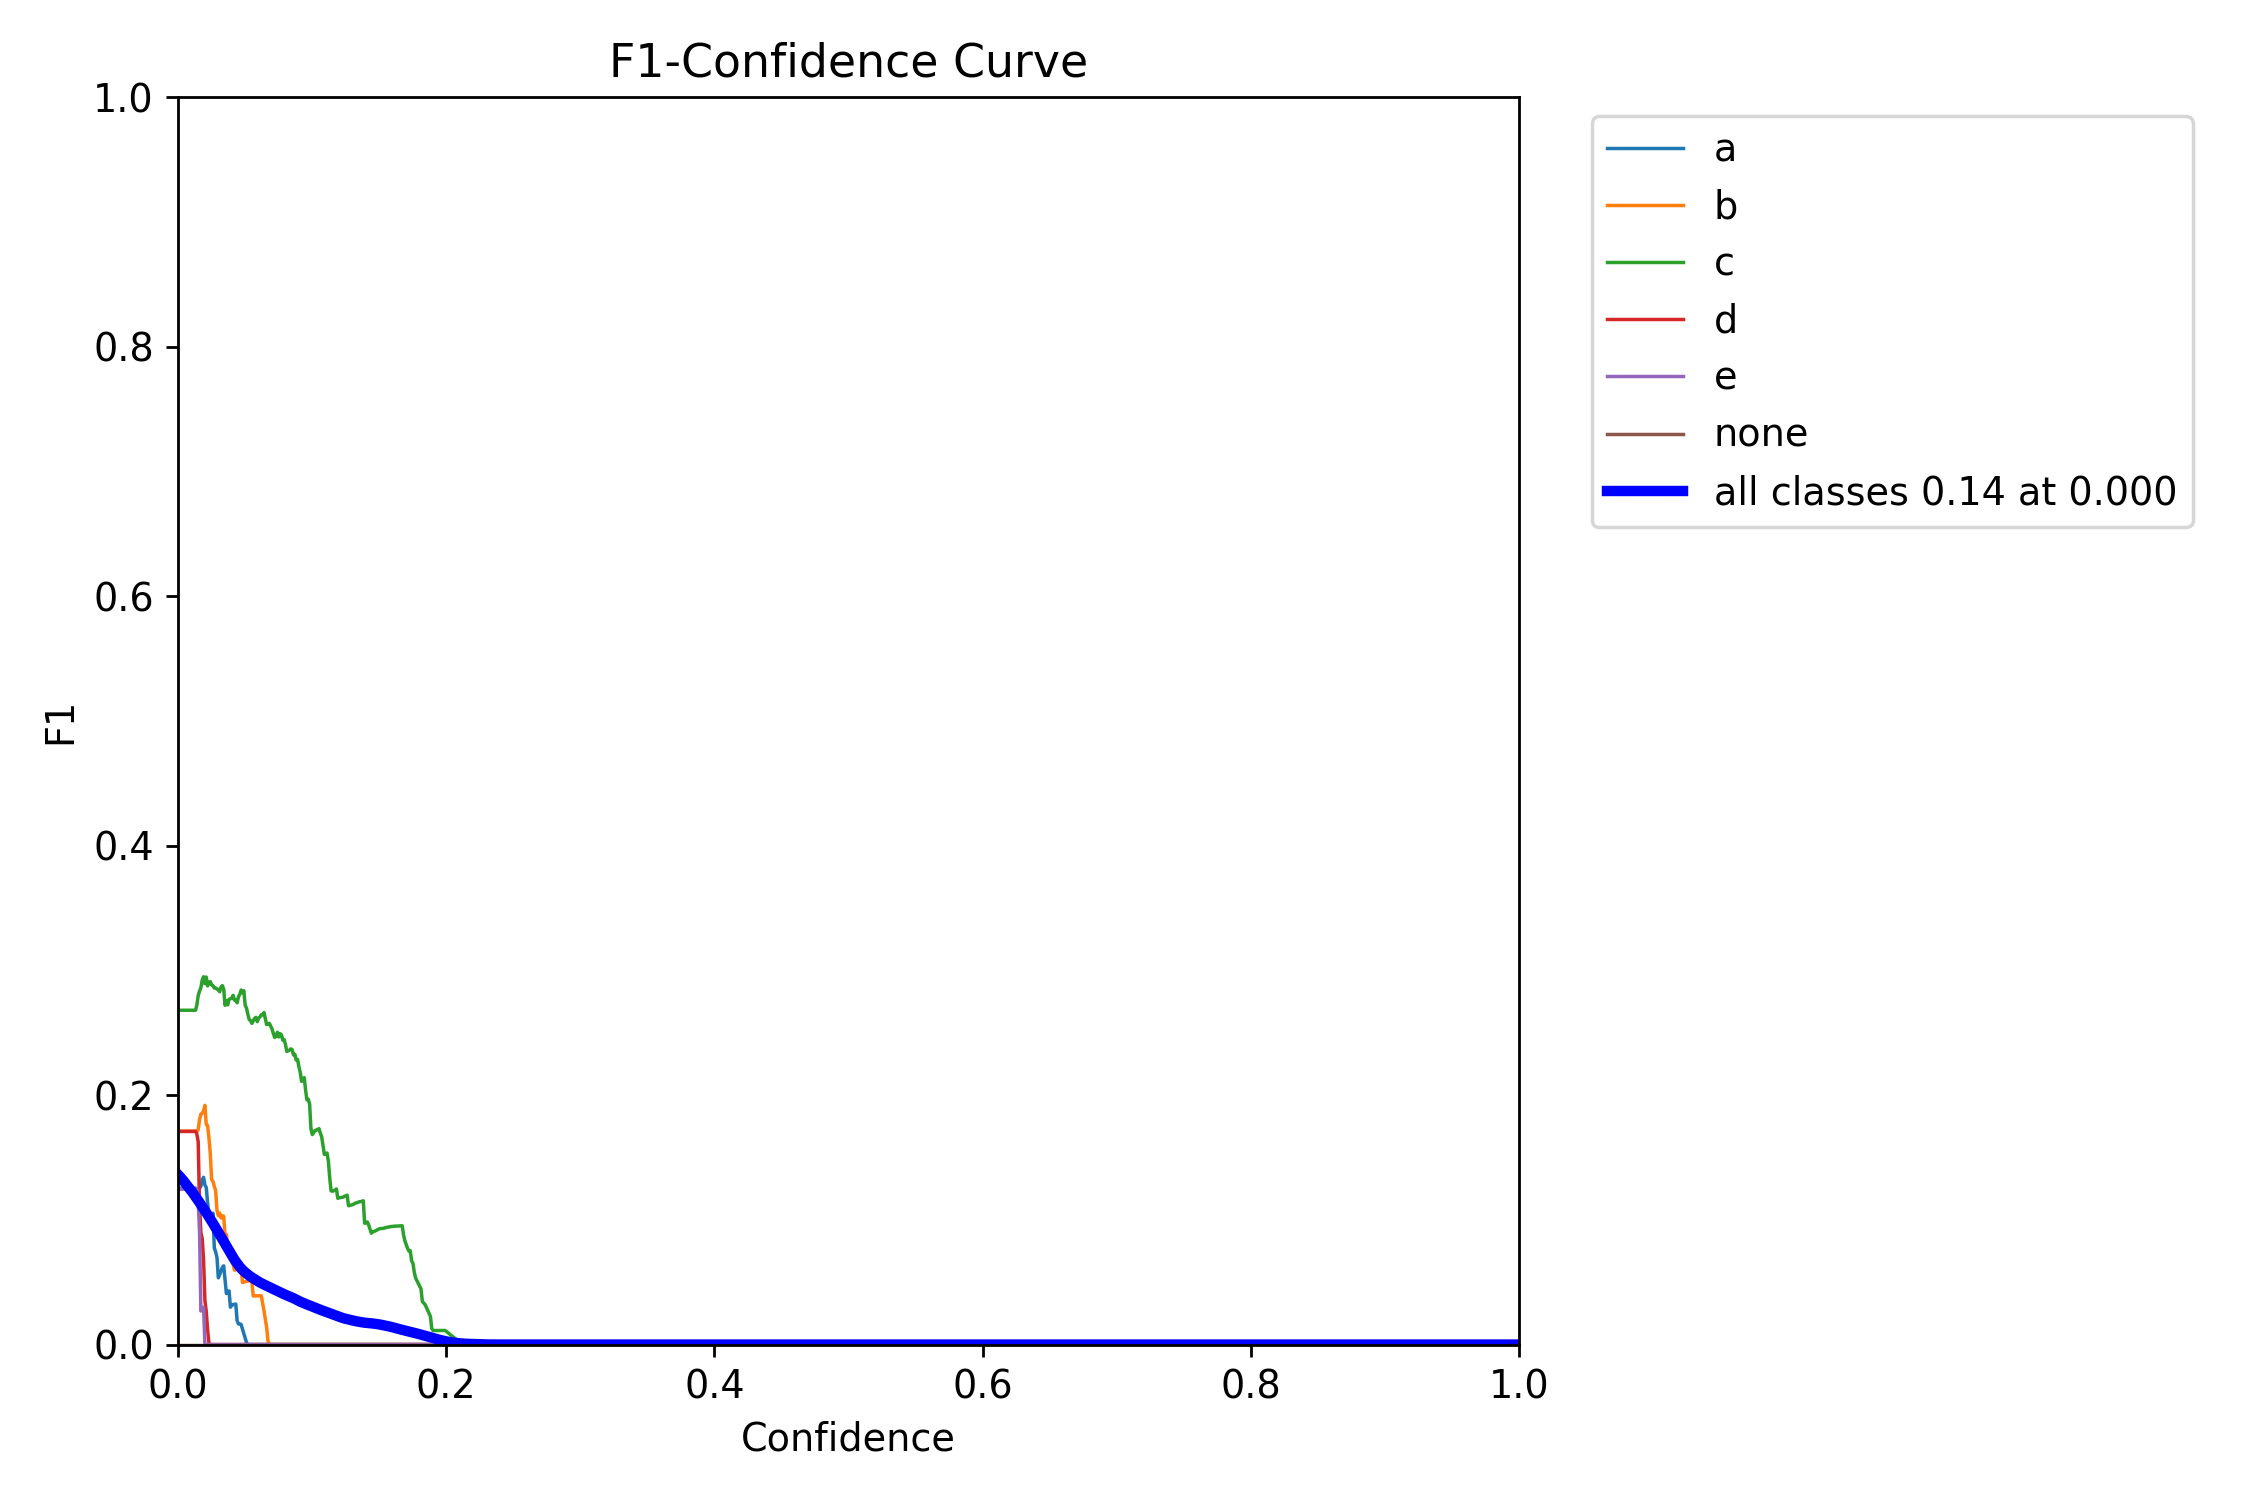 F1-Confidence Curve
1.0
0.8
0.6
0.4
0.2
0.0
F1
0.0 0.2 0.4 0.6 0.8 1.0
Confidence
a
b
c
d
e
none
all classes 0.14 at 0.000